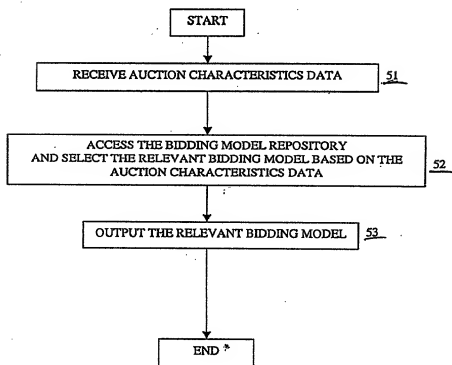 START
RECEIVE AUCTION CHARACTERISTICS DATA 51
ACCESS THE BIDDING MODEL REPOSITORY
AND SELECT THE RELEVANT BIDDING MODEL BASED ON THE
AUCTION CHARACTERISTICS DATA
52
OUTPUT THE RELEVANT BIDDING MODEL 53
END